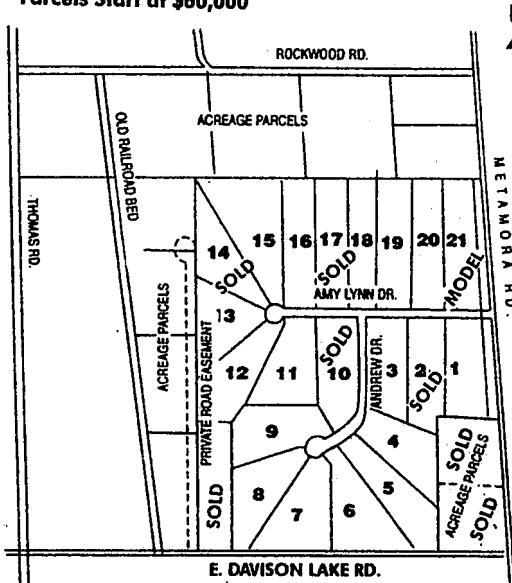 Parcels Start at $60,000
ROCKWOOD RD.
ACREAGE PARCELS
OLD RAILROAD BED
THOMAS RD.
METAMORA RD.
14
15
16
17
18
19
20
21
SOLD
SOLD
MODEL
AMY LYNN DR.
13
ACREAGE PARCELS
PRIVATE ROAD EASEMENT
12
11
10
SOLD
ANDREW DR.
3
2
SOLD
1
9
4
SOLD
ACREAGE PARCELS
SOLD
SOLD
8
7
6
5
E. DAVISON LAKE RD.